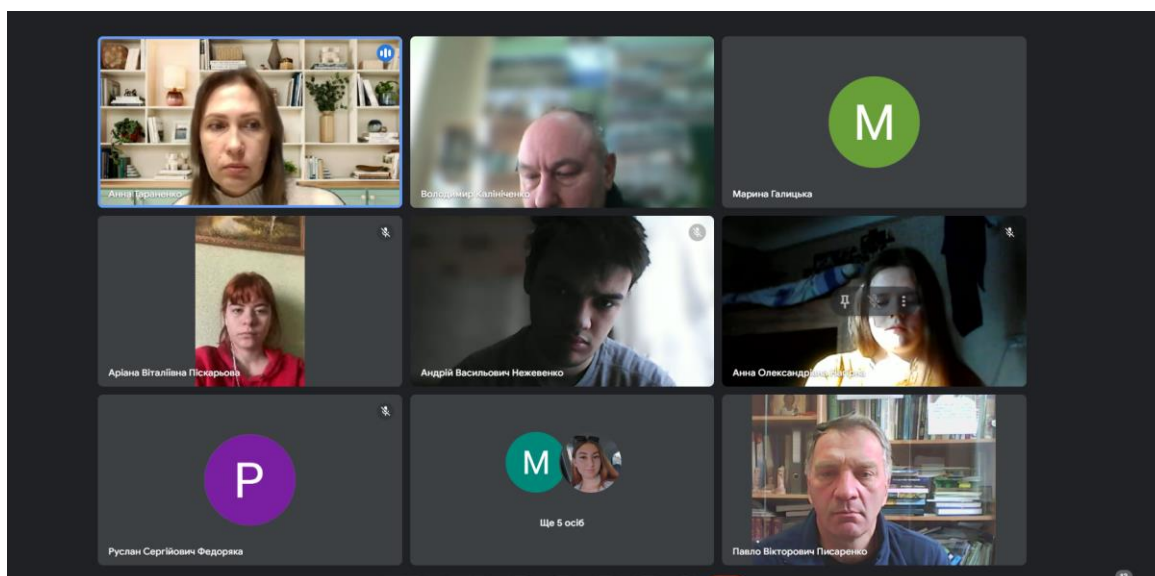 Анна Тараненко
Володимир Калініченко
M
Марина Галицька
Аріана Віталіївна Піскарьова
Андрій Васильович Нежевенко
Анна Олександрівна
P
Руслан Сергійович Федоряка
M
Ще 5 осіб
Павло Вікторович Писаренко